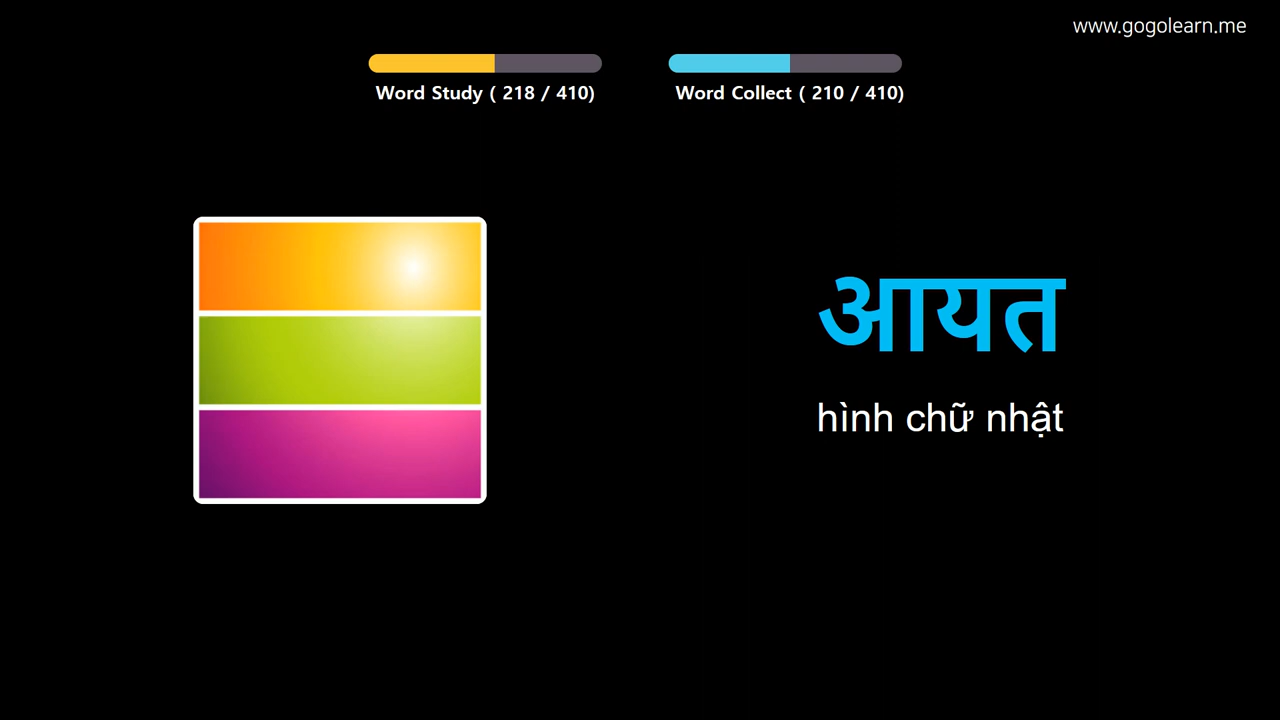 www.gogolearn.me
Word Study ( 218 / 410)
Word Collect ( 210 / 410)
आयत
hình chữ nhật